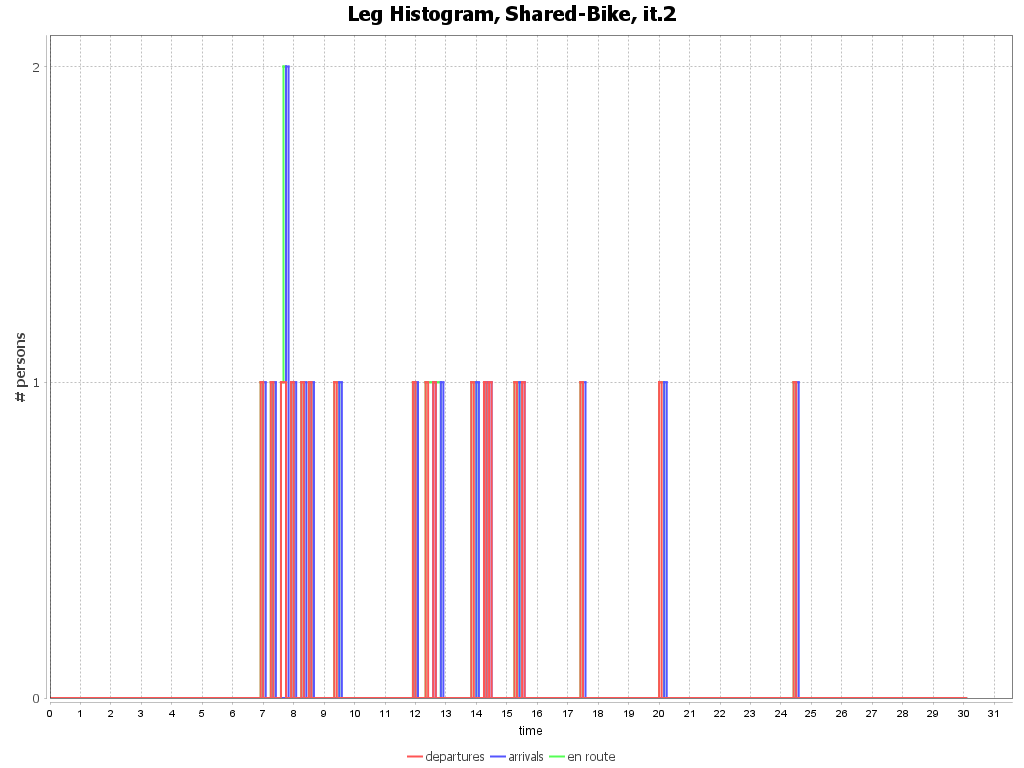 Leg Histogram, Shared-Bike, it.2
# persons
2
1
0
0 1 2 3 4 5 6 7 8 9 10 11 12 13 14 15 16 17 18 19 20 21 22 23 24 25 26 27 28 29 30 31
time
departures arrivals en route